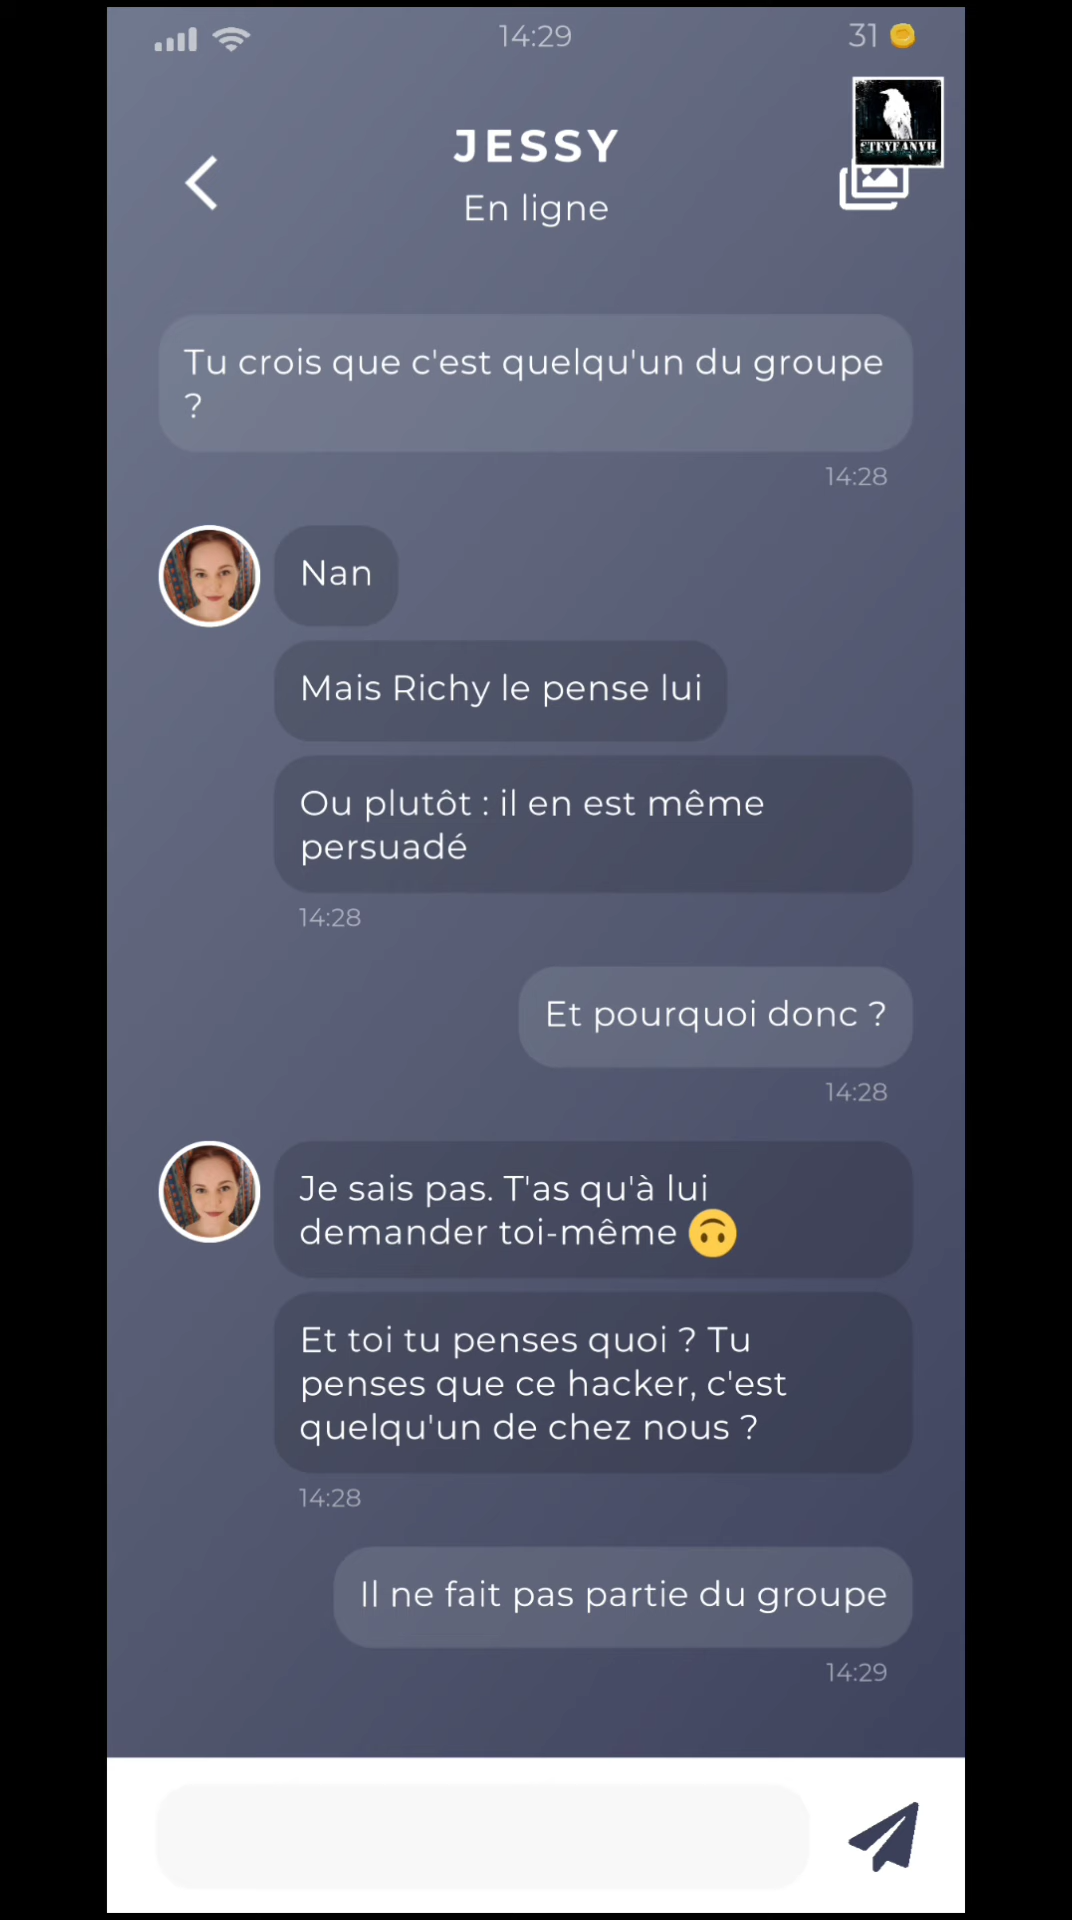 14:29
31
STEYFANYH
JESSY
En ligne
Tu crois que c'est quelqu'un du groupe
?
14:28
Nan
Mais Richy le pense lui
Ou plutôt : il en est même
persuadé
14:28
Et pourquoi donc ?
14:28
Je sais pas. T'as qu'à lui
demander toi-même 🙃
Et toi tu penses quoi ? Tu
penses que ce hacker, c'est
quelqu'un de chez nous ?
14:28
Il ne fait pas partie du groupe
14:29